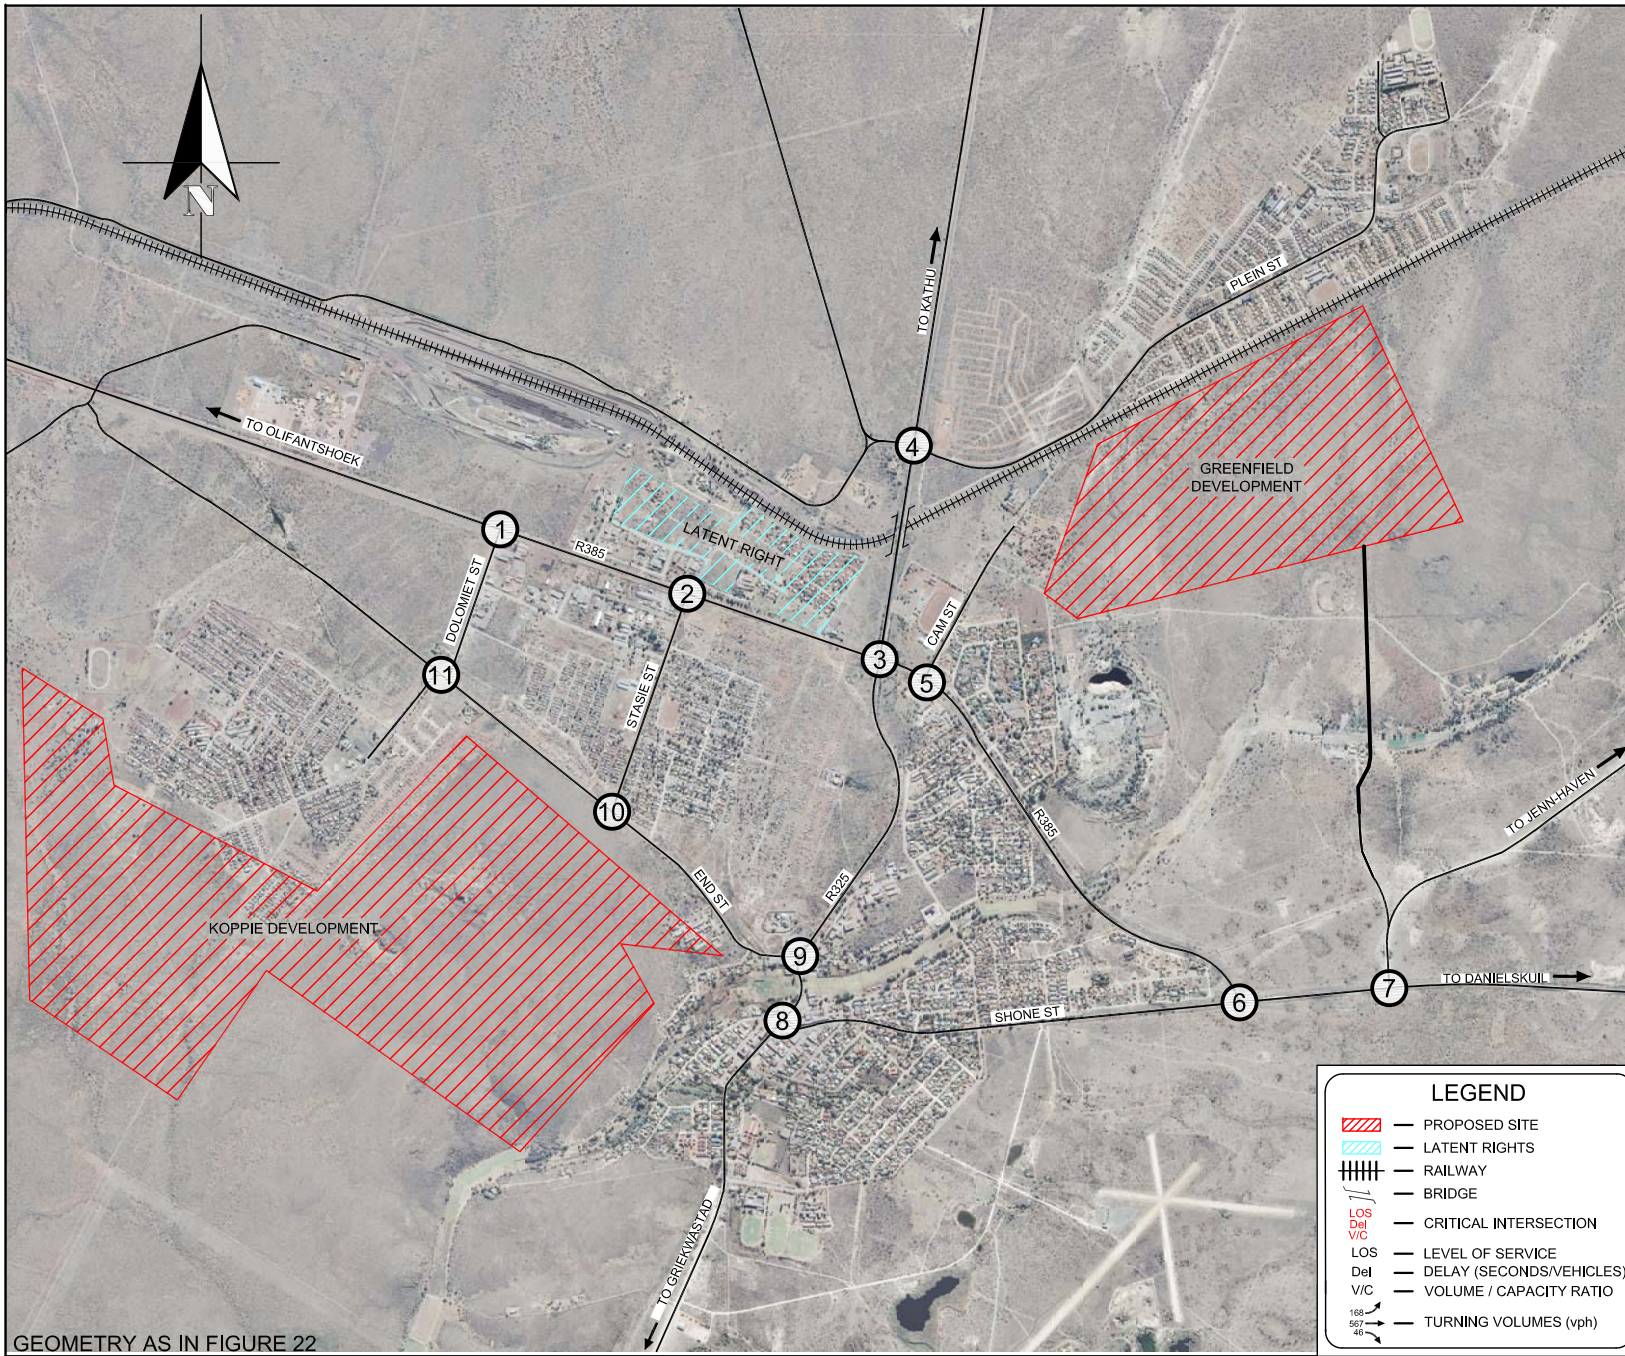 N
TO KATHU
PLEIN ST
TO OLIFANTSHOEK
4
GREENFIELD
DEVELOPMENT
1
R385
LATENT RIGHT
DOLOMIET ST
2
CAM ST
3
5
11
STASIE ST
10
R385
TO JENN-HAVEN
END ST
R325
KOPPIE DEVELOPMENT
9
TO DANIELSKUIL
7
6
SHONE ST
8
TO GRIEKWASTAD
LEGEND
PROPOSED SITE
LATENT RIGHTS
RAILWAY
BRIDGE
LOS
Del
V/C
CRITICAL INTERSECTION
LOS LEVEL OF SERVICE
Del DELAY (SECONDS/VEHICLES)
V/C VOLUME / CAPACITY RATIO
168
567
46
TURNING VOLUMES (vph)
GEOMETRY AS IN FIGURE 22